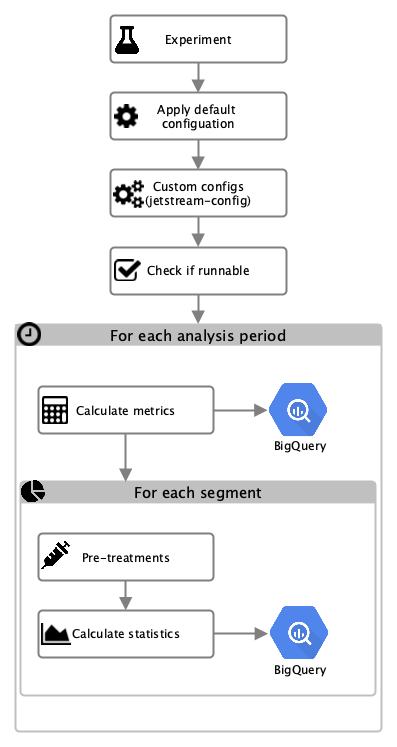 Experiment
Apply default
configuation
Custom configs
(jetstream-config)
Check if runnable
For each analysis period
Calculate metrics
BigQuery
For each segment
Pre-treatments
Calculate statistics
BigQuery